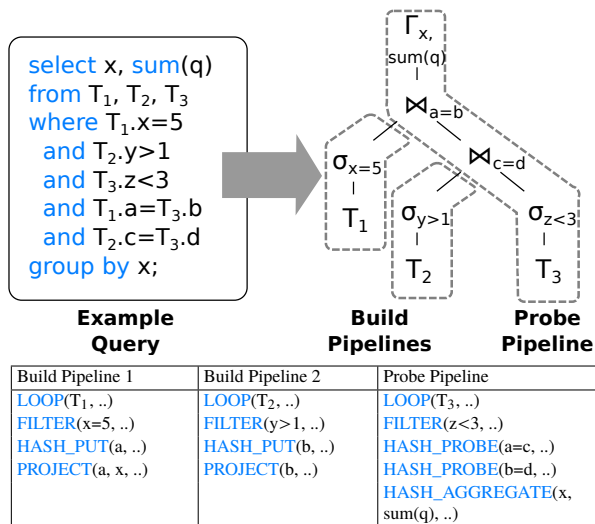 select x, sum(q)
from T₁, T₂, T₃
where T₁.x=5
and T₂.y>1
and T₃.z<3
and T₁.a=T₃.b
and T₂.c=T₃.d
group by x;
Example
Query
Γx,
sum(q)
⋈a=b
σx=5
⋈c=d
T₁
σy>1
σz<3
T₂
T₃
Build
Pipelines
Probe
Pipeline
Build Pipeline 1
LOOP(T₁, ..)
FILTER(x=5, ..)
HASH_PUT(a, ..)
PROJECT(a, x, ..)
Build Pipeline 2
LOOP(T₂, ..)
FILTER(y>1, ..)
HASH_PUT(b, ..)
PROJECT(b, ..)
Probe Pipeline
LOOP(T₃, ..)
FILTER(z<3, ..)
HASH_PROBE(a=c, ..)
HASH_PROBE(b=d, ..)
HASH_AGGREGATE(x,
sum(q), ..)